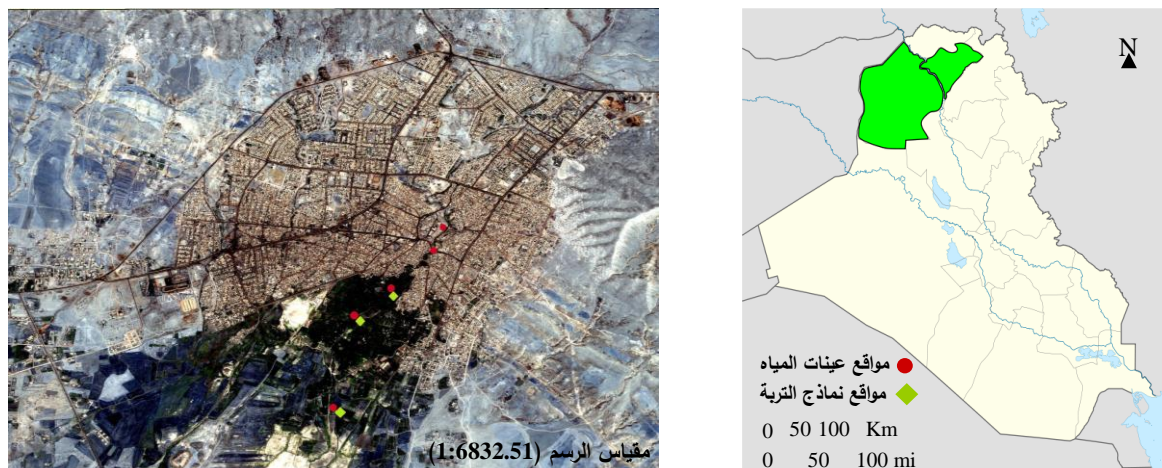 N
مواقع عينات المياه
مواقع نماذج التربة
0 50 100 Km
0 50 100 mi
مقياس الرسم (1:6832.51)